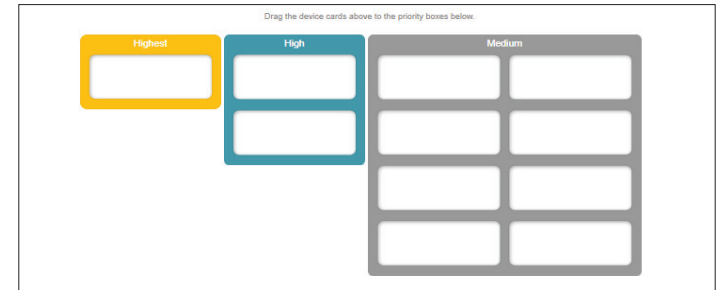 Drag the device cards above to the priority boxes below.
Highest
High
Medium